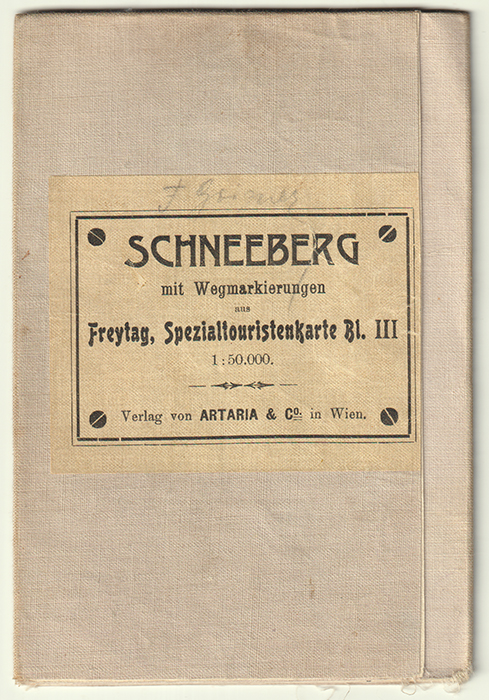 SCHNEEBERG
mit Wegmarkierungen
aus
Freytag, Spezialtouristenkarte Bl. III
1:50.000.
Verlag von ARTARIA & Co. in Wien.